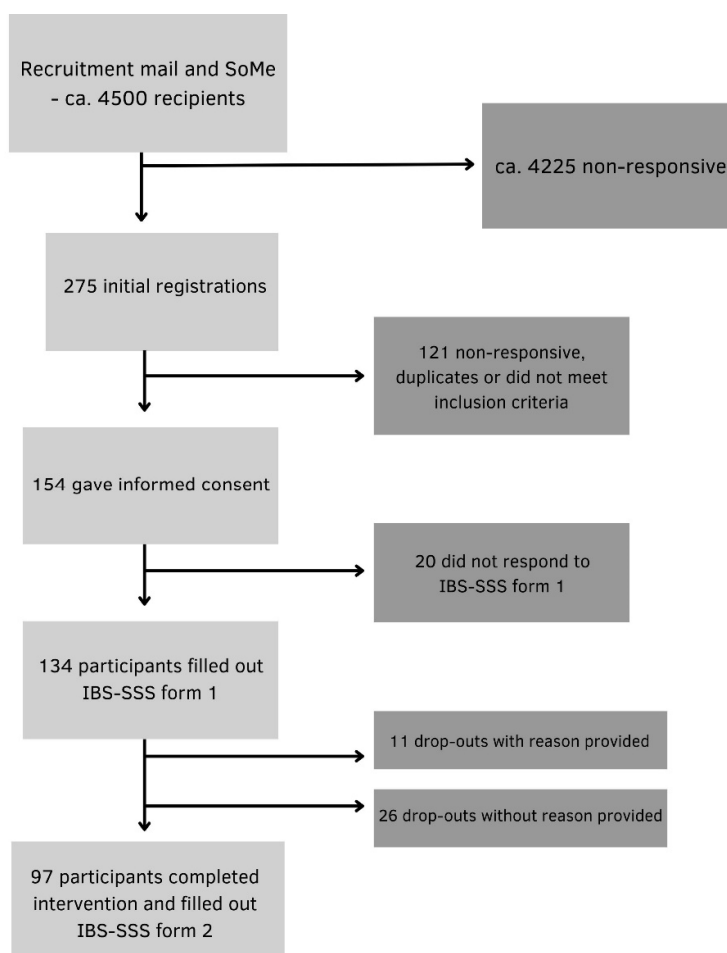 Recruitment mail and SoMe
- ca. 4500 recipients
ca. 4225 non-responsive
275 initial registrations
121 non-responsive,
duplicates or did not meet
inclusion criteria
154 gave informed consent
20 did not respond to
IBS-SSS form 1
134 participants filled out
IBS-SSS form 1
11 drop-outs with reason provided
26 drop-outs without reason provided
97 participants completed
intervention and filled out
IBS-SSS form 2